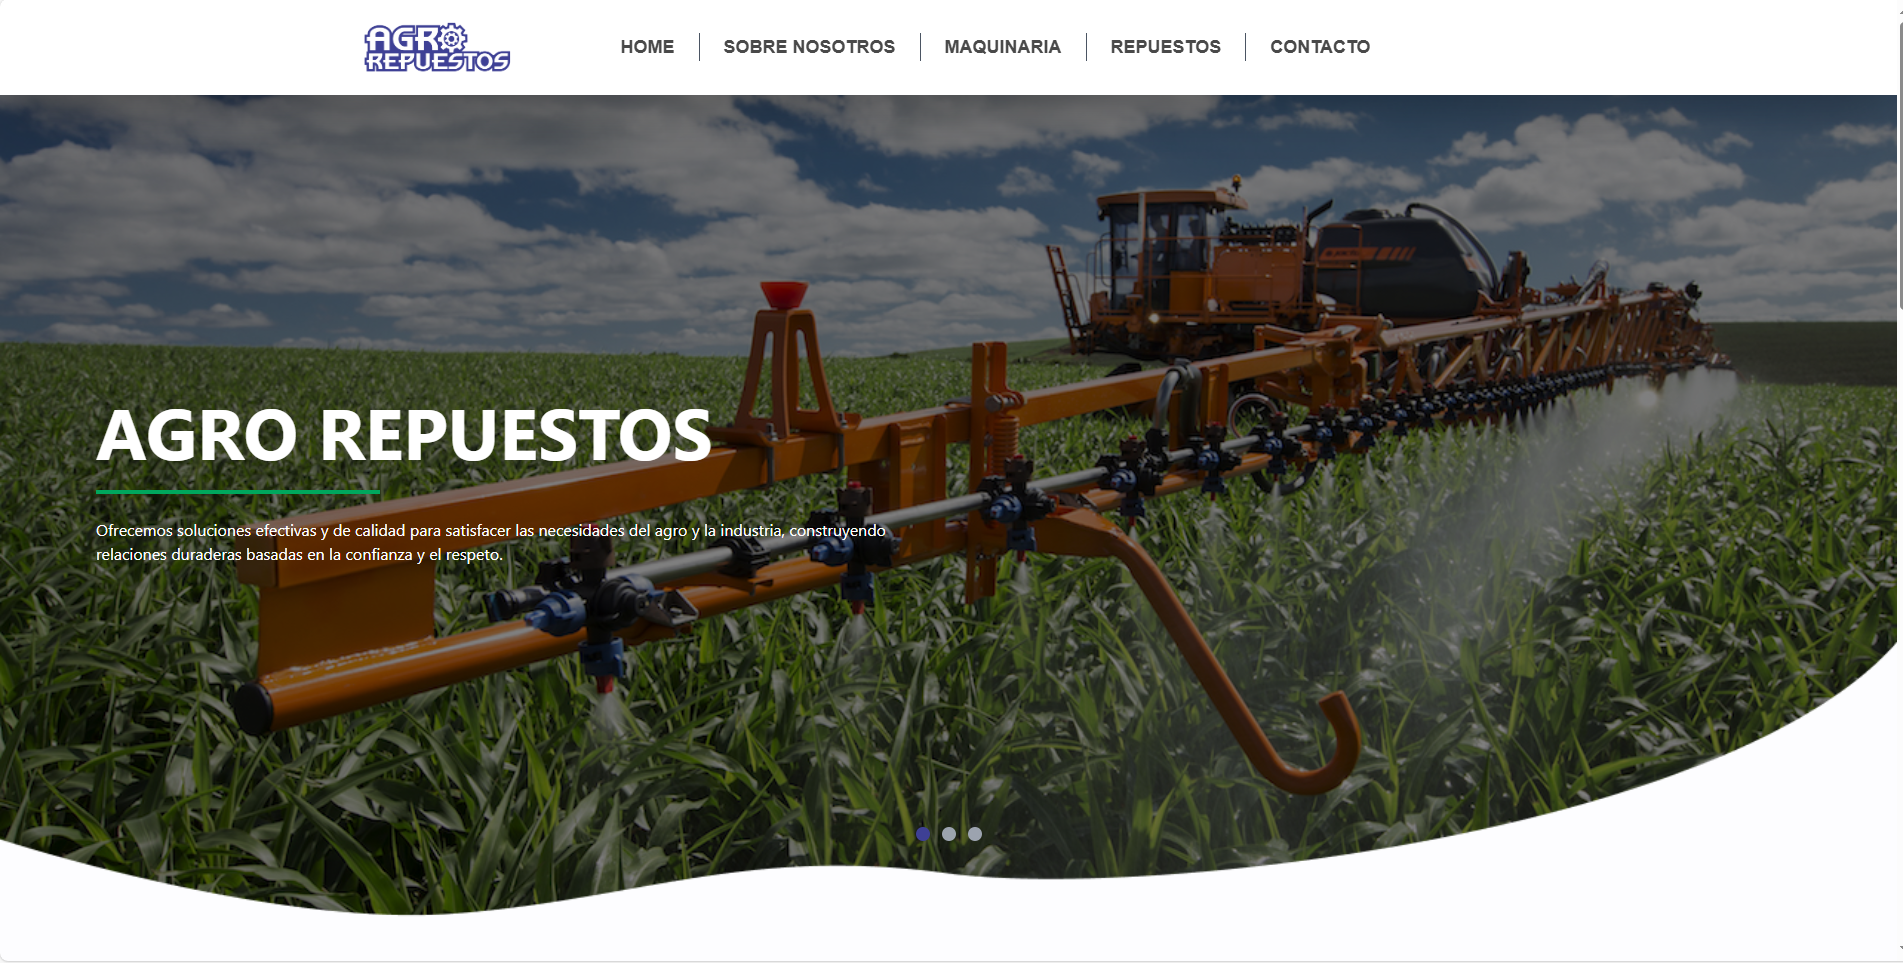 AGRO
REPUESTOS
HOME
SOBRE NOSOTROS
MAQUINARIA
REPUESTOS
CONTACTO
AGRO REPUESTOS
Ofrecemos soluciones efectivas y de calidad para satisfacer las necesidades del agro y la industria, construyendo
relaciones duraderas basadas en la confianza y el respeto.